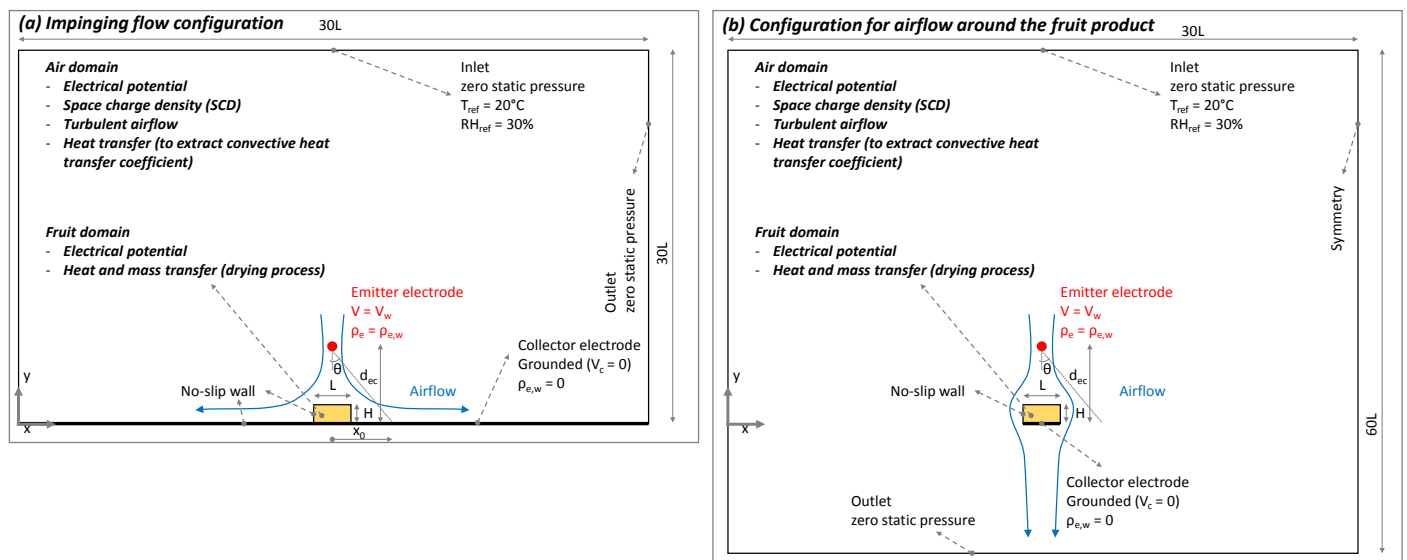 (a) Impinging flow configuration
30L
Air domain
- Electrical potential
- Space charge density (SCD)
- Turbulent airflow
- Heat transfer (to extract convective heat
transfer coefficient)
Inlet
zero static pressure
T_ref = 20°C
RH_ref = 30%
Outlet
zero static pressure
30L
Fruit domain
- Electrical potential
- Heat and mass transfer (drying process)
Emitter electrode
V = V_w
ρ_e = ρ_e,w
θ
d_ec
L
H
No-slip wall
Airflow
Collector electrode
Grounded (V_c = 0)
ρ_e,w = 0
y
x
x_0
(b) Configuration for airflow around the fruit product
30L
Air domain
- Electrical potential
- Space charge density (SCD)
- Turbulent airflow
- Heat transfer (to extract convective heat
transfer coefficient)
Inlet
zero static pressure
T_ref = 20°C
RH_ref = 30%
Symmetry
60L
Fruit domain
- Electrical potential
- Heat and mass transfer (drying process)
Emitter electrode
V = V_w
ρ_e = ρ_e,w
θ
d_ec
L
H
No-slip wall
Airflow
y
x
Collector electrode
Grounded (V_c = 0)
ρ_e,w = 0
Outlet
zero static pressure